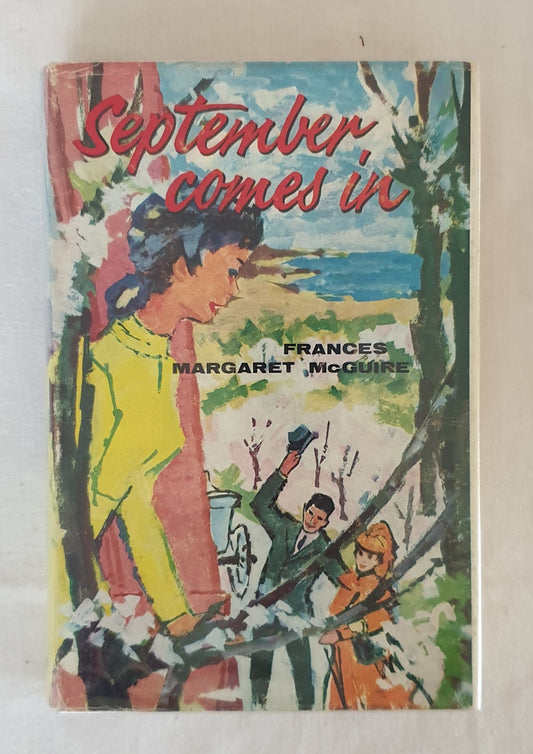 September
comes in
FRANCES
MARGARET McGUIRE